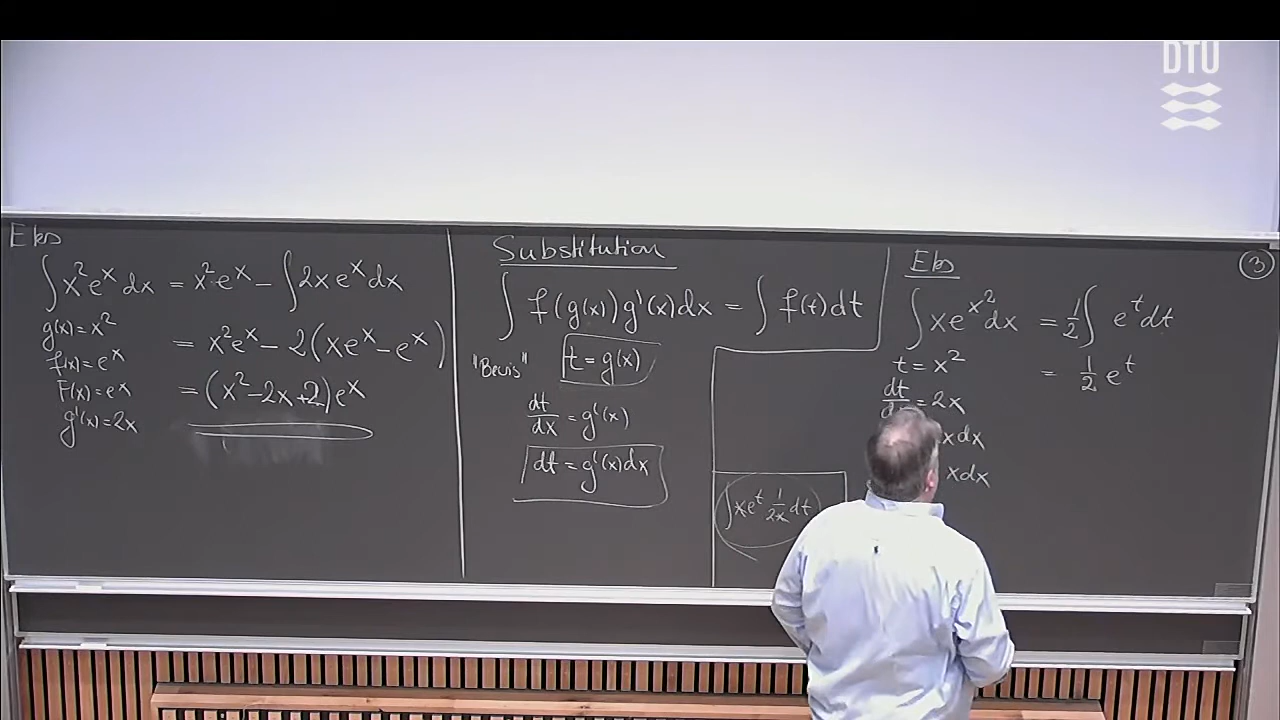 DTU
Eks
∫x²eˣdx = x²eˣ - ∫2xeˣdx
g(x) = x²
f(x) = eˣ
F(x) = eˣ
g'(x) = 2x
= x²eˣ - 2(xeˣ - eˣ)
= (x² - 2x + 2)eˣ
Substitution
∫f(g(x))g'(x)dx = ∫f(t)dt
"Bevis"
t = g(x)
dt/dx = g'(x)
dt = g'(x)dx
∫xeᵗ 1/2x dt
Eks
3
∫xe^x² dx = 1/2 ∫eᵗdt
t = x²
= 1/2 eᵗ
= 2x
xdx
xdx